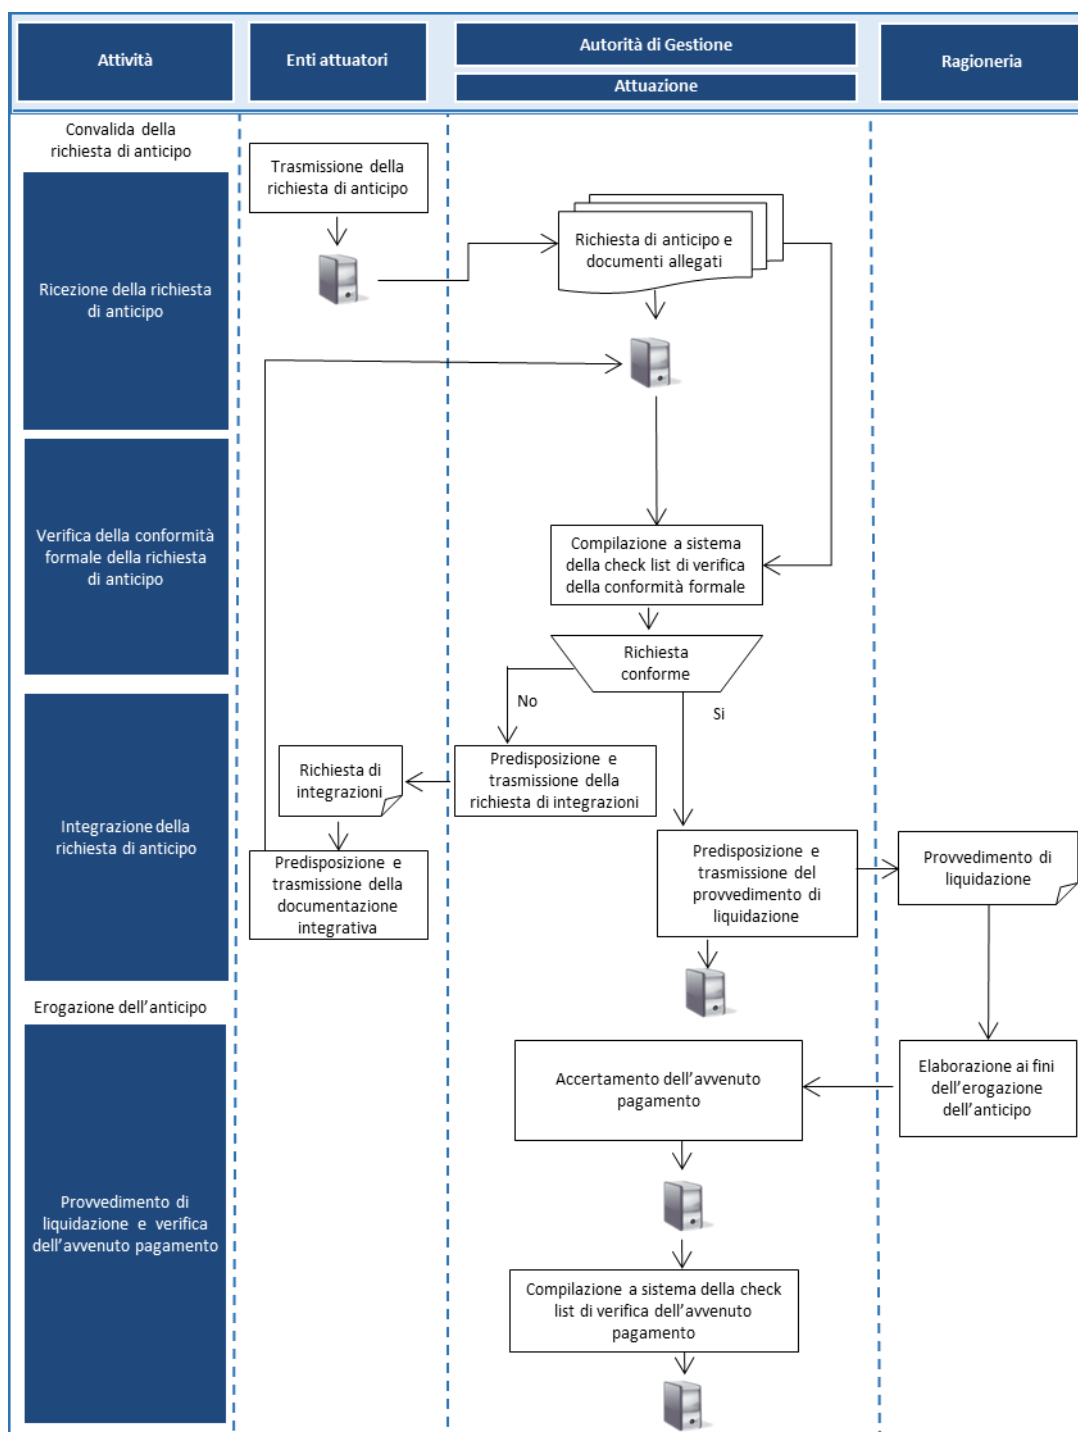 Attività
Enti attuatori
Autorità di Gestione
Attuazione
Ragioneria
Convalida della
richiesta di anticipo
Trasmissione della
richiesta di anticipo
Richiesta di anticipo e
documenti allegati
Ricezione della richiesta
di anticipo
Verifica della conformità
formale della richiesta
di anticipo
Compilazione a sistema
della check list di verifica
della conformità formale
Richiesta
conforme
No
Si
Richiesta di
integrazioni
Predisposizione e
trasmissione della
richiesta di integrazioni
Integrazione della
richiesta di anticipo
Predisposizione e
trasmissione della
documentazione
integrativa
Predisposizione e
trasmissione del
provvedimento di
liquidazione
Provvedimento di
liquidazione
Erogazione dell'anticipo
Accertamento dell'avvenuto
pagamento
Elaborazione ai fini
dell'erogazione
dell'anticipo
Provvedimento di
liquidazione e verifica
dell'avvenuto pagamento
Compilazione a sistema della check
list di verifica dell'avvenuto
pagamento